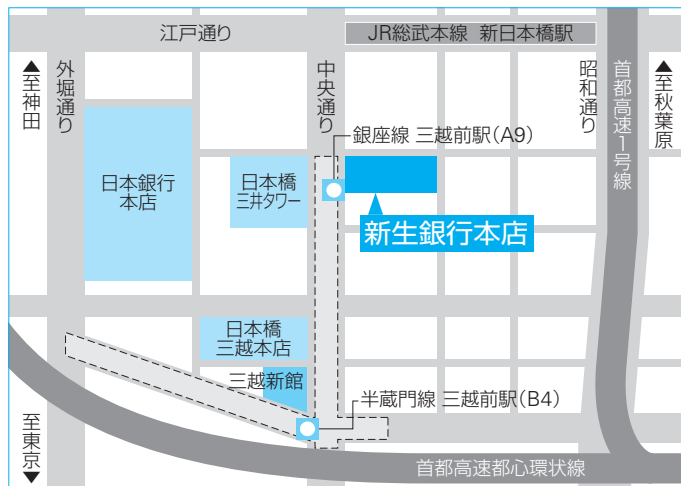 江戸通り
JR総武本線 新日本橋駅
▲至神田
外堀通り
中央通り
昭和通り
首都高速1号線
▲至秋葉原
銀座線 三越前駅(A9)
日本銀行
本店
日本橋
三井タワー
新生銀行本店
日本橋
三越本店
三越新館
半蔵門線 三越前駅(B4)
至東京▼
首都高速都心環状線